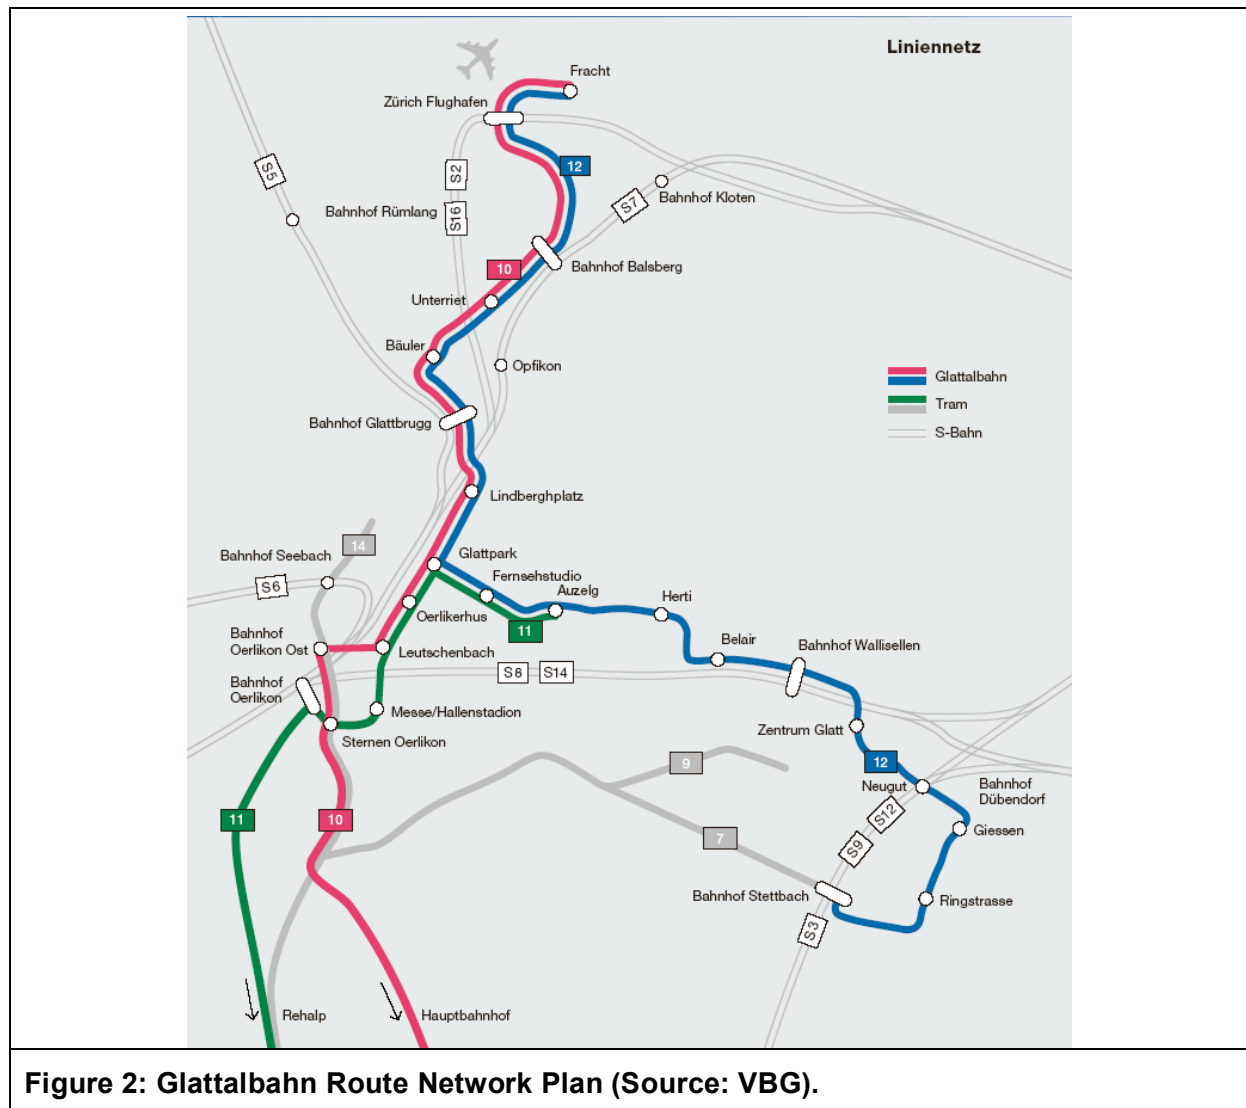 Liniennetz
Fracht
Zürich Flughafen
12
S5
S2
Bahnhof Kloten
S7
Bahnhof Rümlang
S16
10
Bahnhof Balsberg
Unterriet
Bäuler
Opfikon
Glattalbahn
Tram
S-Bahn
Bahnhof Glattbrugg
Lindberghplatz
14
Bahnhof Seebach
Glattpark
S6
Fernsehstudio
Auzelg
Herti
Oerlikerhus
11
Bahnhof
Oerlikon Ost
Leutschenbach
Belair
Bahnhof Wallisellen
S8
S14
Bahnhof
Oerlikon
Messe/Hallenstadion
Sternen Oerlikon
Zentrum Glatt
9
12
Neugut
Bahnhof
Dübendorf
S12
11
10
Giessen
7
S9
Bahnhof Stettbach
Ringstrasse
S3
Rehalp
Hauptbahnhof
Figure 2: Glattalbahn Route Network Plan (Source: VBG).